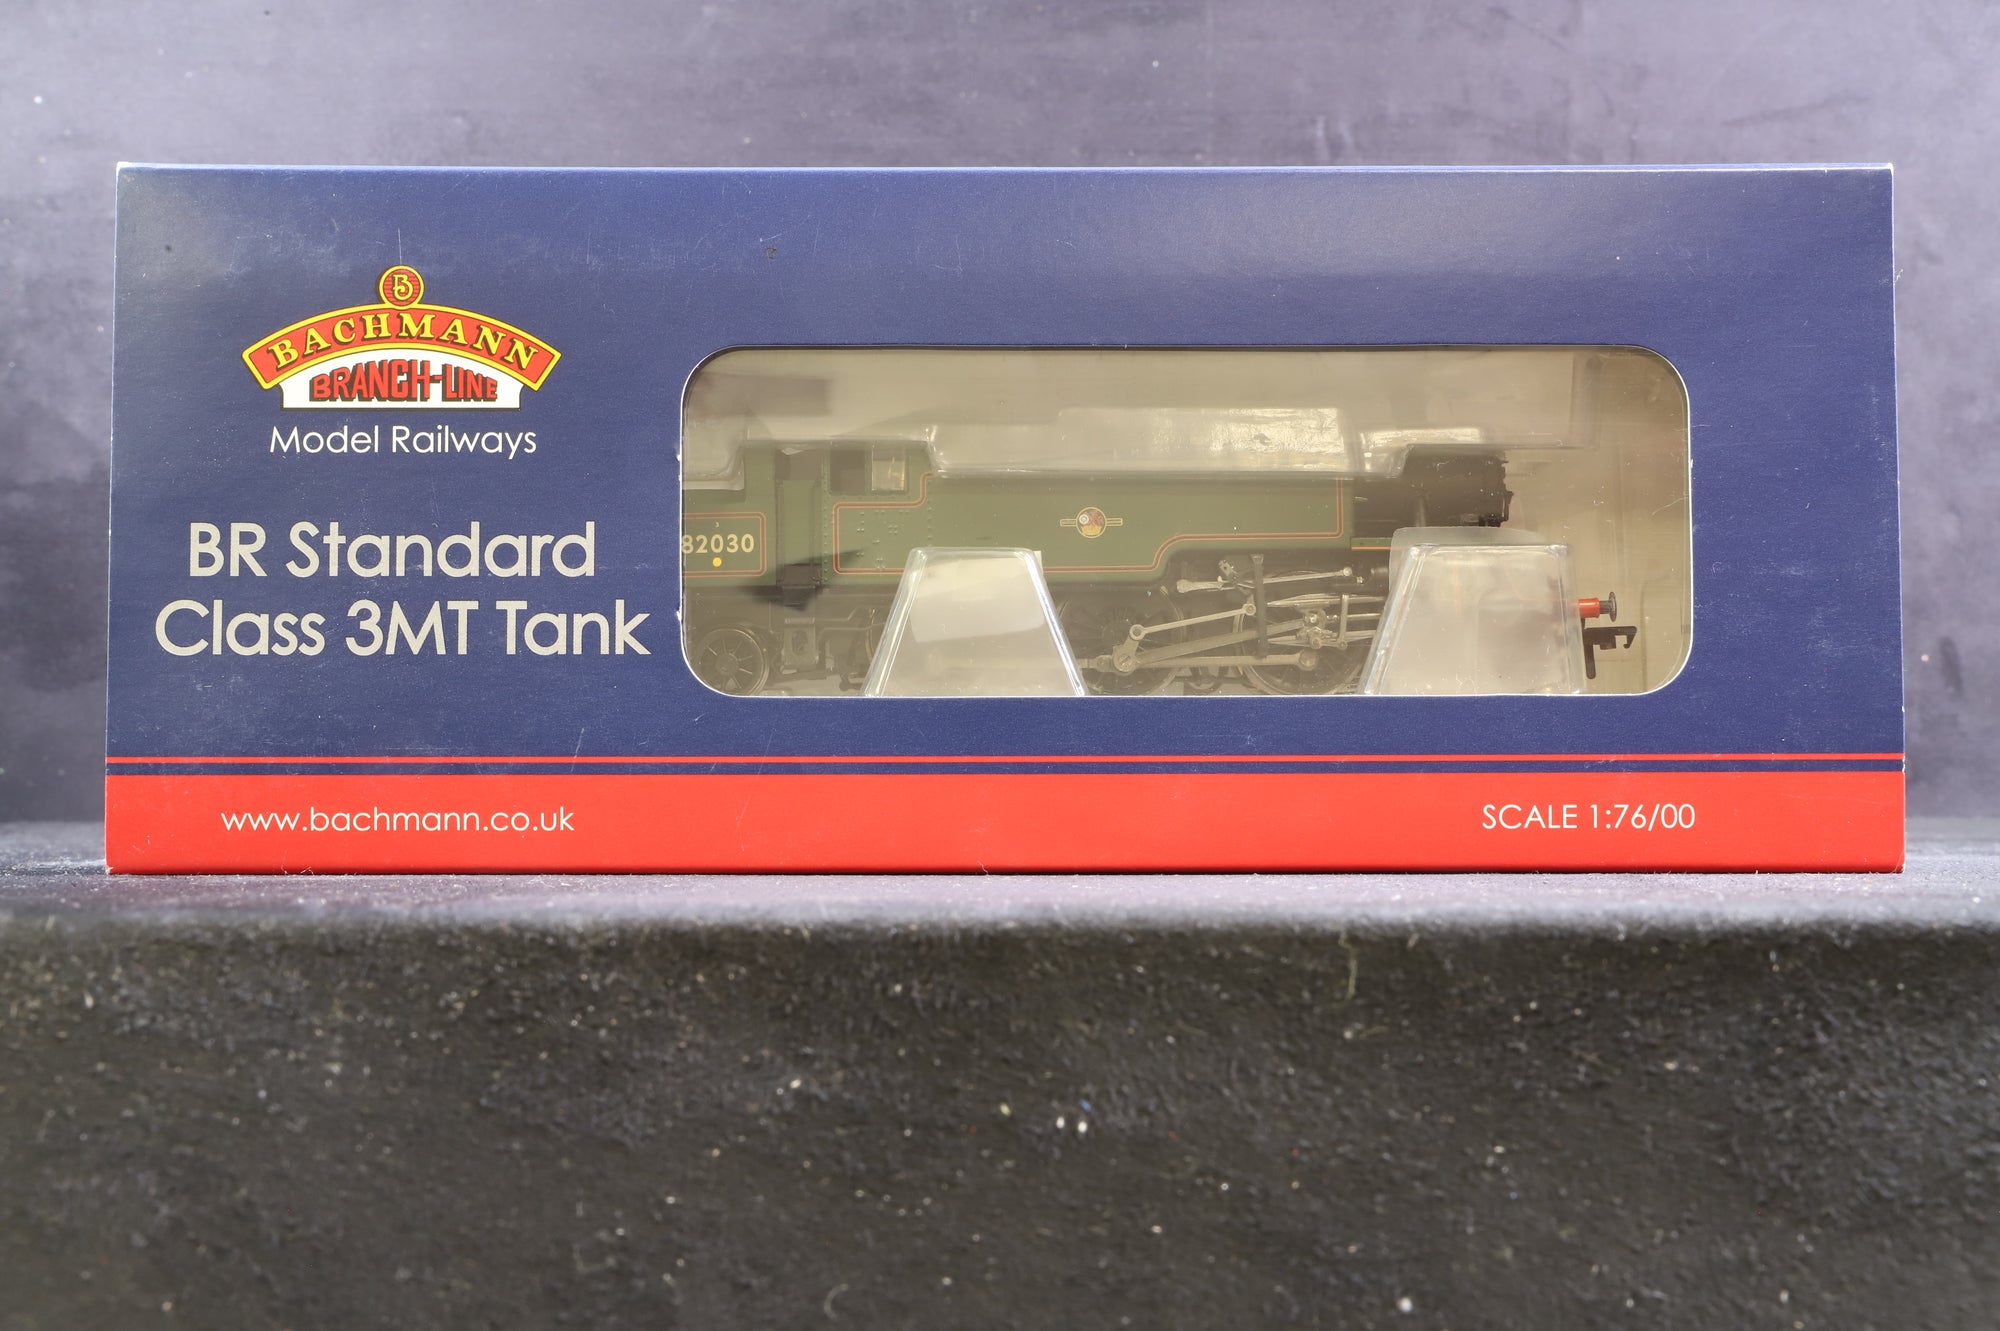 B
BACHMANN
BRANCH-LINE
Model Railways
BR Standard
Class 3MT Tank
3
82030
www.bachmann.co.uk
SCALE 1:76/00